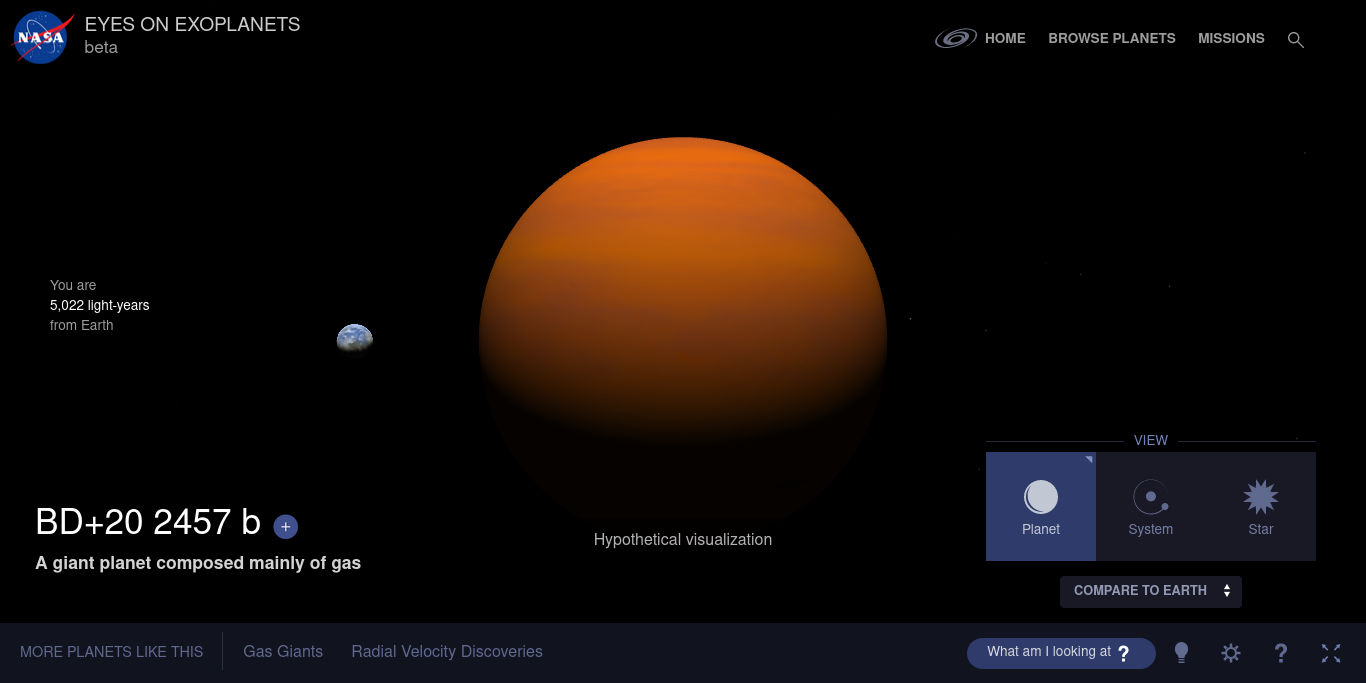 NASA
EYES ON EXOPLANETS
beta
HOME
BROWSE PLANETS
MISSIONS
You are
5,022 light-years
from Earth
VIEW
Planet
System
Star
BD+20 2457 b +
A giant planet composed mainly of gas
Hypothetical visualization
COMPARE TO EARTH
MORE PLANETS LIKE THIS
Gas Giants
Radial Velocity Discoveries
What am I looking at ?
?